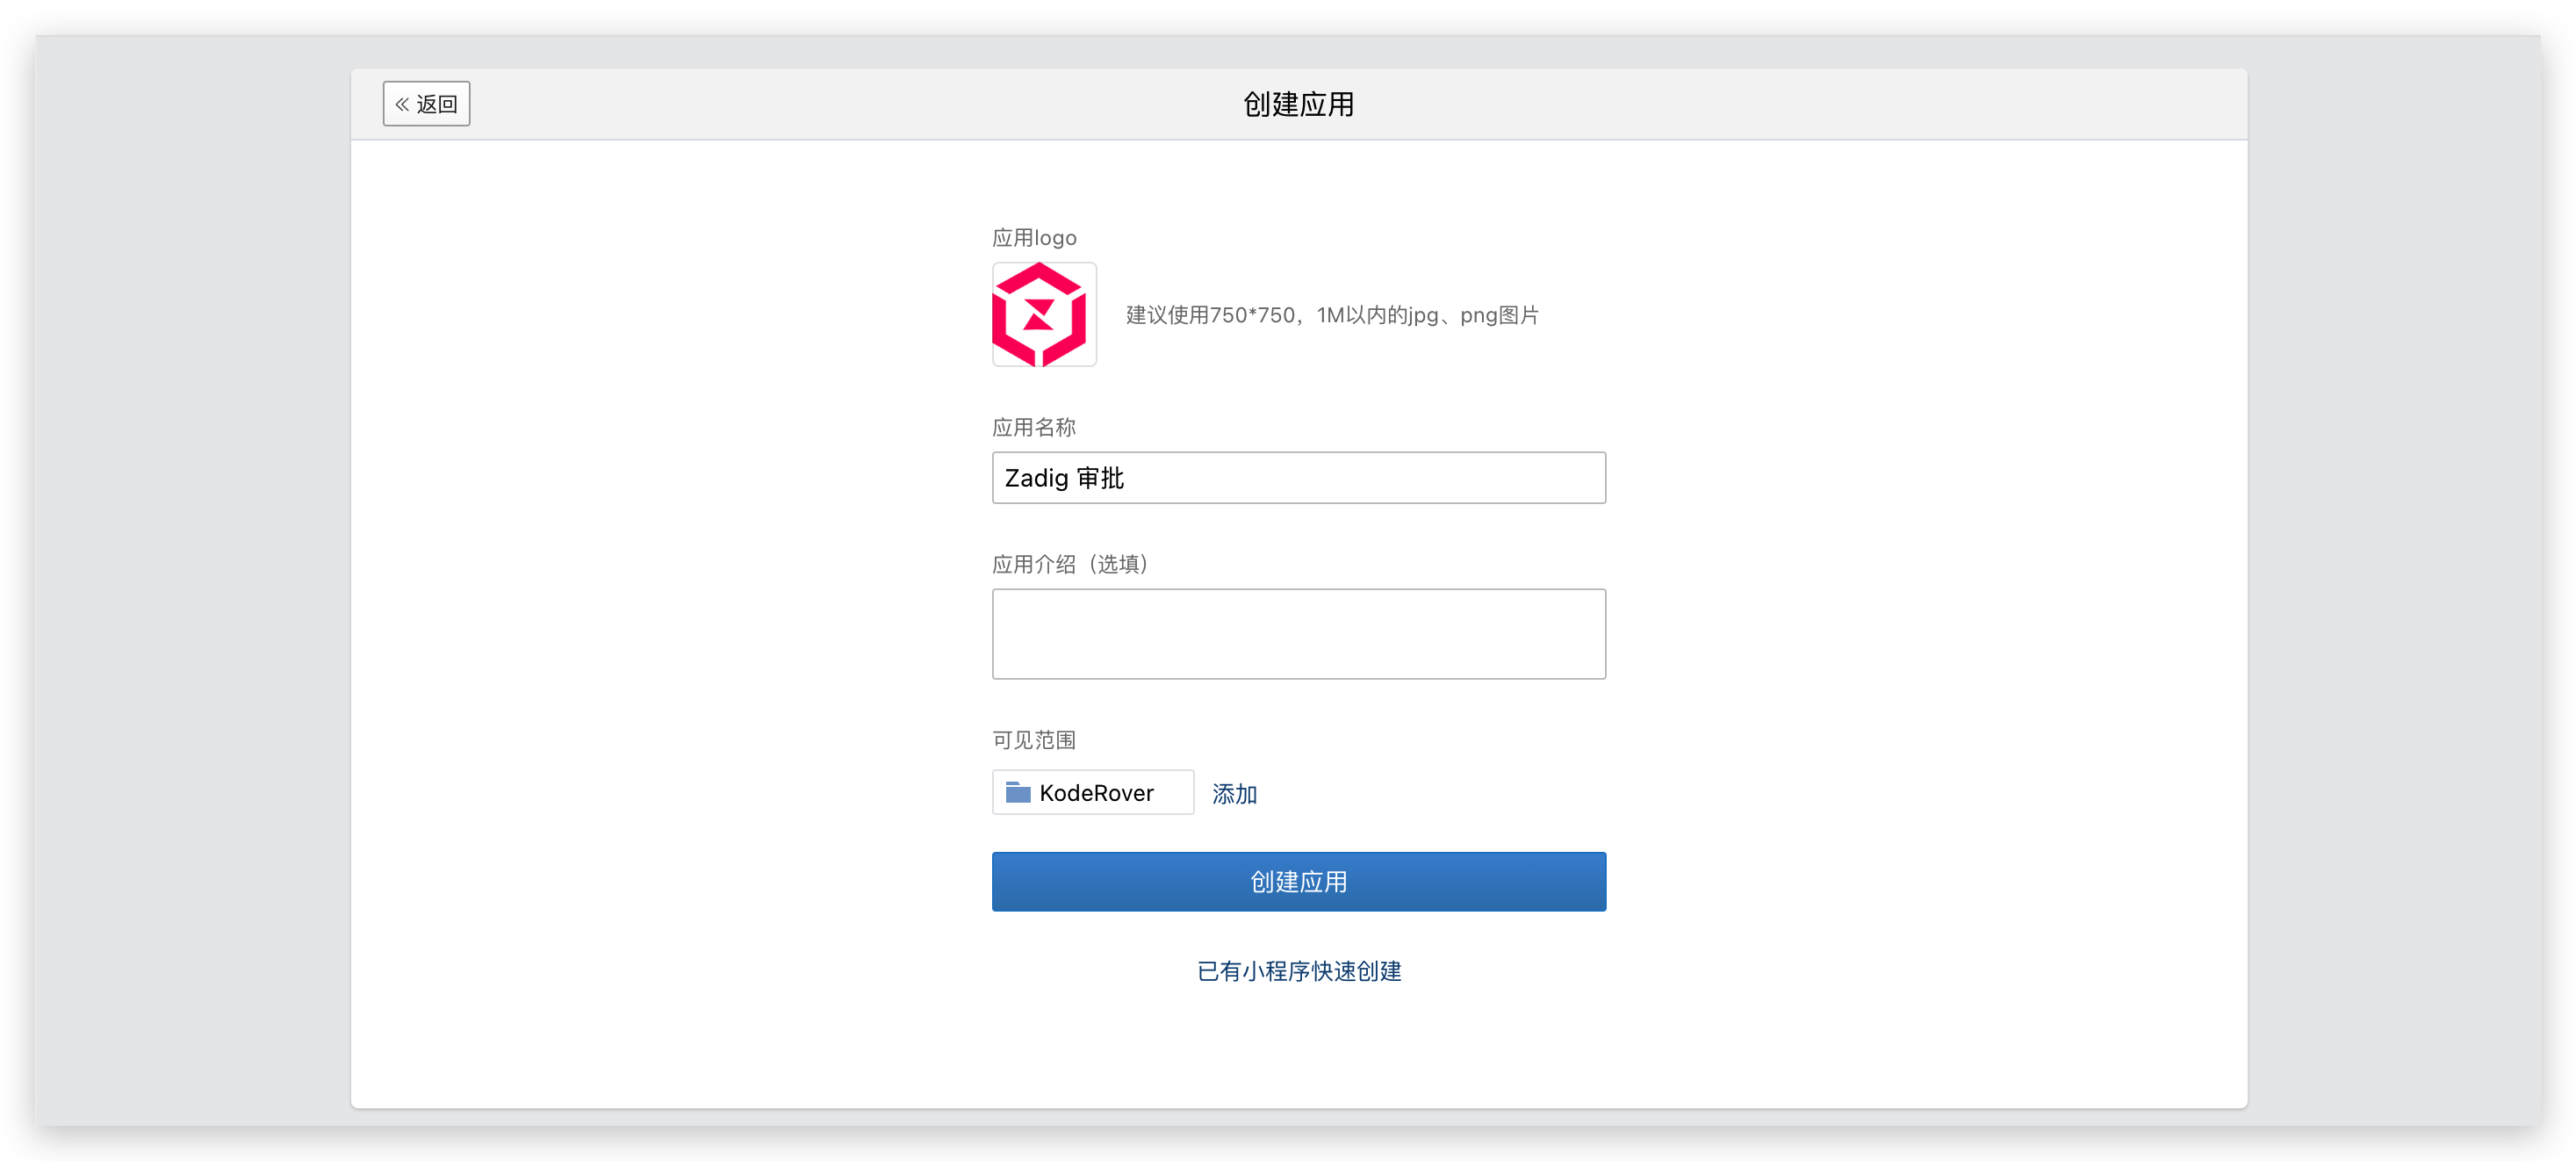 返回
创建应用
应用logo
建议使用750*750，1M以内的jpg、png图片
应用名称
Zadig 审批
应用介绍（选填）
可见范围
KodeRover
添加
创建应用
已有小程序快速创建